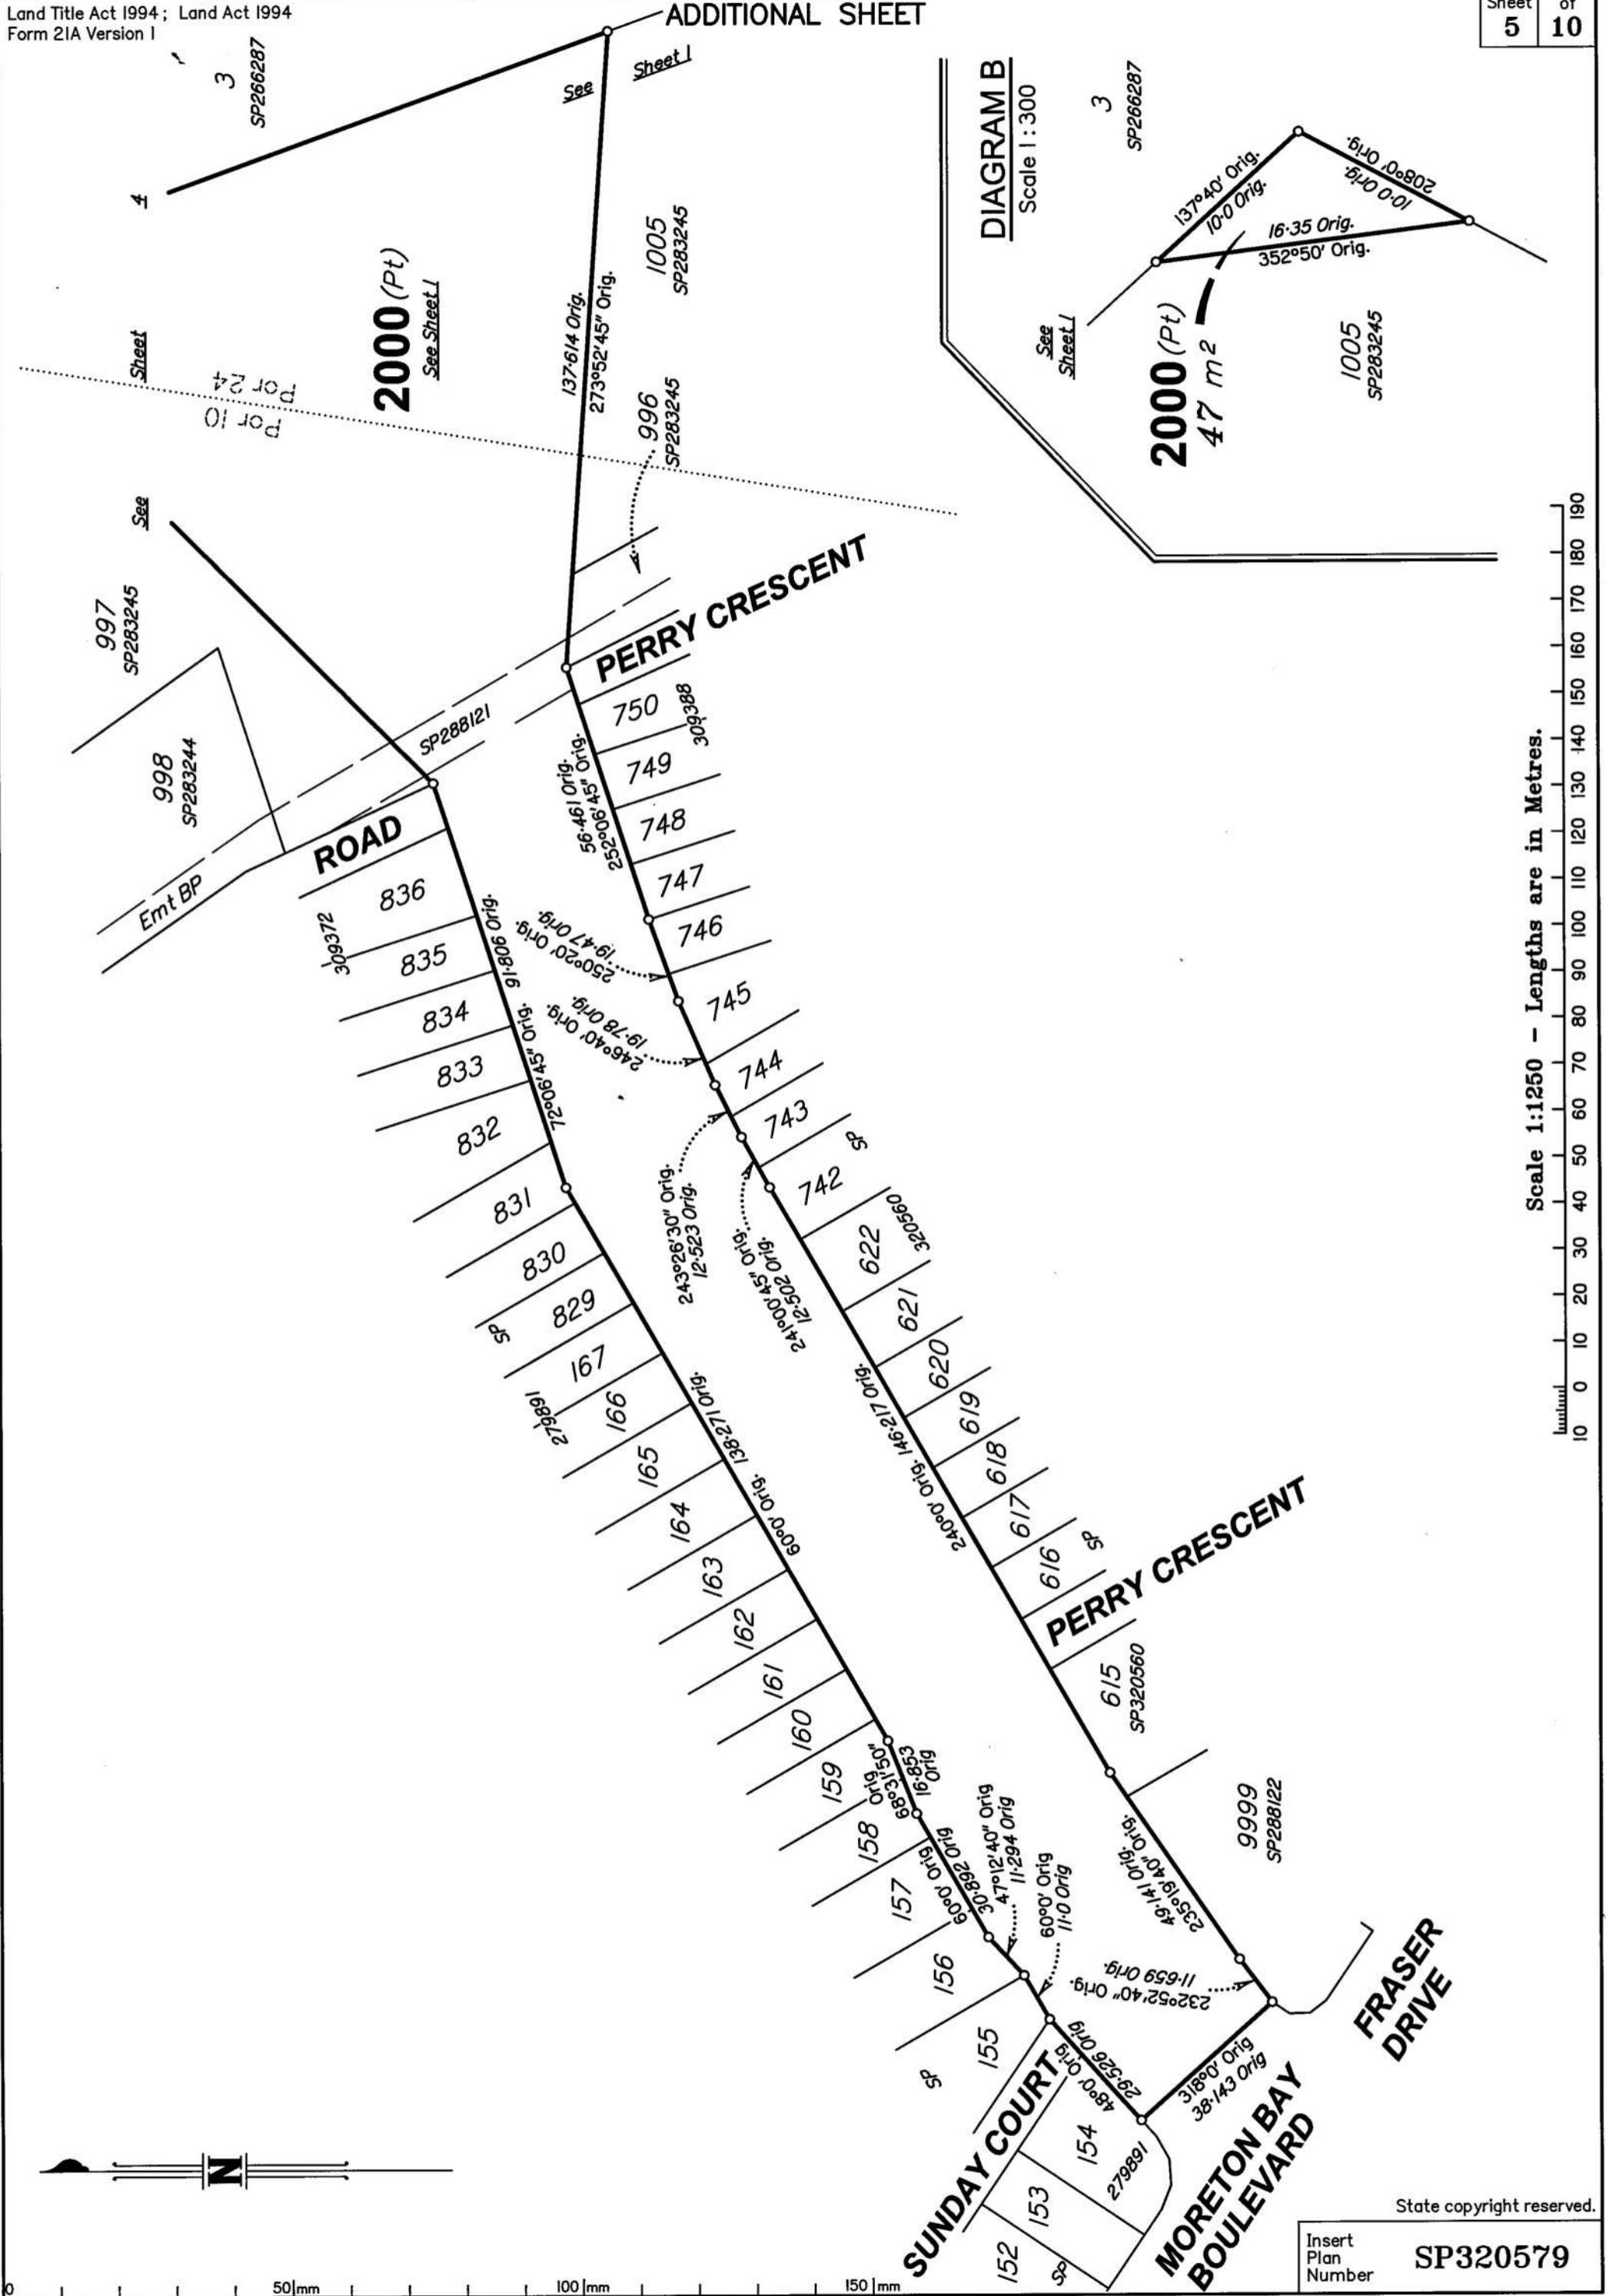 Land Title Act 1994 ; Land Act 1994
Form 21A Version 1
ADDITIONAL SHEET
Sheet of
5 10
3
SP266287
4
See
Sheet 1
2000 (Pt)
See Sheet 1
1005
SP283245
137·614 Orig.
273°52'45" Orig.
Sheet
Por 24
Por 10
See
996
SP283245
997
SP283245
998
SP283244
DIAGRAM B
Scale 1 : 300
3
SP266287
137°40' Orig.
10·0 Orig.
208°0' Orig.
10·0 Orig.
16·35 Orig.
352°50' Orig.
See
Sheet 1
2000 (Pt)
47 m²
1005
SP283245
PERRY CRESCENT
SP288121
Emt BP
ROAD
750
309388
749
748
747
746
745
744
743
SP
742
56·461 Orig.
252°06'45" Orig.
250°20' Orig.
19·47 Orig.
246°40' Orig.
19·78 Orig.
243°26'30" Orig.
12·523 Orig.
241°00'45" Orig.
12·502 Orig.
836
309372
835
834
833
832
831
830
829
SP
72°06'45" Orig. 91·806 Orig.
167
279891
166
165
164
163
162
161
160
159
158
157
156
155
SP
60°0' Orig. 138·271 Orig.
622
320560
621
620
619
618
617
616
SP
240°0' Orig. 146·217 Orig.
PERRY CRESCENT
615
SP320560
68°31'50"
Orig
16·853
Orig
60°0' Orig
30·892 Orig
47°12'40" Orig
11·294 Orig
60°0' Orig
11·0 Orig
49·141 Orig.
235°19'40" Orig.
9999
SP288122
232°52'40" Orig.
11·659 Orig.
48°0' Orig
29·526 Orig
318°0' Orig
38·143 Orig
SUNDAY COURT
154
279891
153
152
SP
MORETON BAY
BOULEVARD
FRASER
DRIVE
N
Scale 1:1250 – Lengths are in Metres.
10 0 10 20 30 40 50 60 70 80 90 100 110 120 130 140 150 160 170 180 190
State copyright reserved.
Insert
Plan
Number
SP320579
0 50 mm 100 mm 150 mm